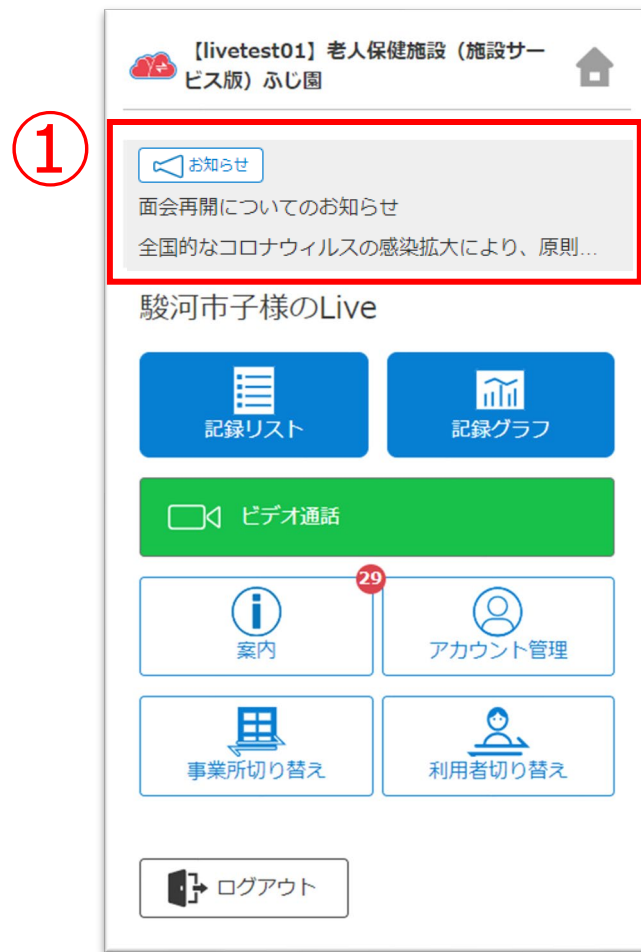 【livetest01】老人保健施設（施設サー
ビス版）ふじ園
①
お知らせ
面会再開についてのお知らせ
全国的なコロナウィルスの感染拡大により、原則...
駿河市子様のLive
記録リスト
記録グラフ
ビデオ通話
29
案内
アカウント管理
事業所切り替え
利用者切り替え
ログアウト